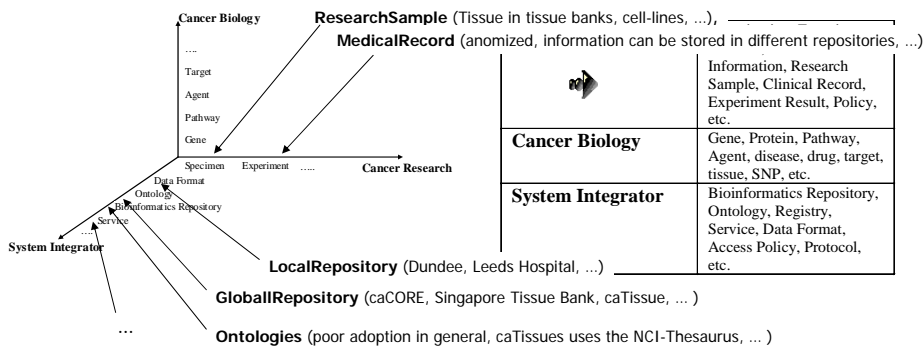 Cancer Biology
ResearchSample (Tissue in tissue banks, cell-lines, ...),
MedicalRecord (anomized, information can be stored in different repositories, ...)
....
Target
Agent
Pathway
Gene
Specimen Experiment .....
Cancer Research
Data Format
Ontology
Bioinformatics Repository
Service
....
System Integrator
Information, Research
Sample, Clinical Record,
Experiment Result, Policy,
etc.
Cancer Biology
Gene, Protein, Pathway,
Agent, disease, drug, target,
tissue, SNP, etc.
System Integrator
Bioinformatics Repository,
Ontology, Registry,
Service, Data Format,
Access Policy, Protocol,
etc.
LocalRepository (Dundee, Leeds Hospital, ...)
GloballRepository (caCORE, Singapore Tissue Bank, caTissue, ... )
...
Ontologies (poor adoption in general, caTissues uses the NCI-Thesaurus, ... )